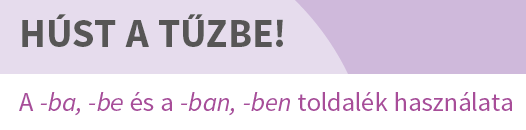 HÚST A TŰZBE!
A -ba, -be és a -ban, -ben toldalék használata